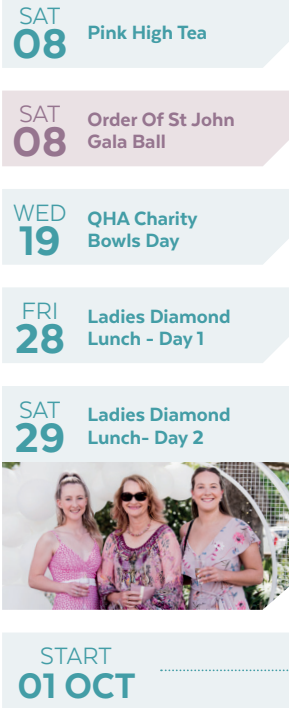 SAT
08
Pink High Tea
SAT
08
Order Of St John
Gala Ball
WED
19
QHA Charity
Bowls Day
FRI
28
Ladies Diamond
Lunch - Day 1
SAT
29
Ladies Diamond
Lunch- Day 2
START
01 OCT